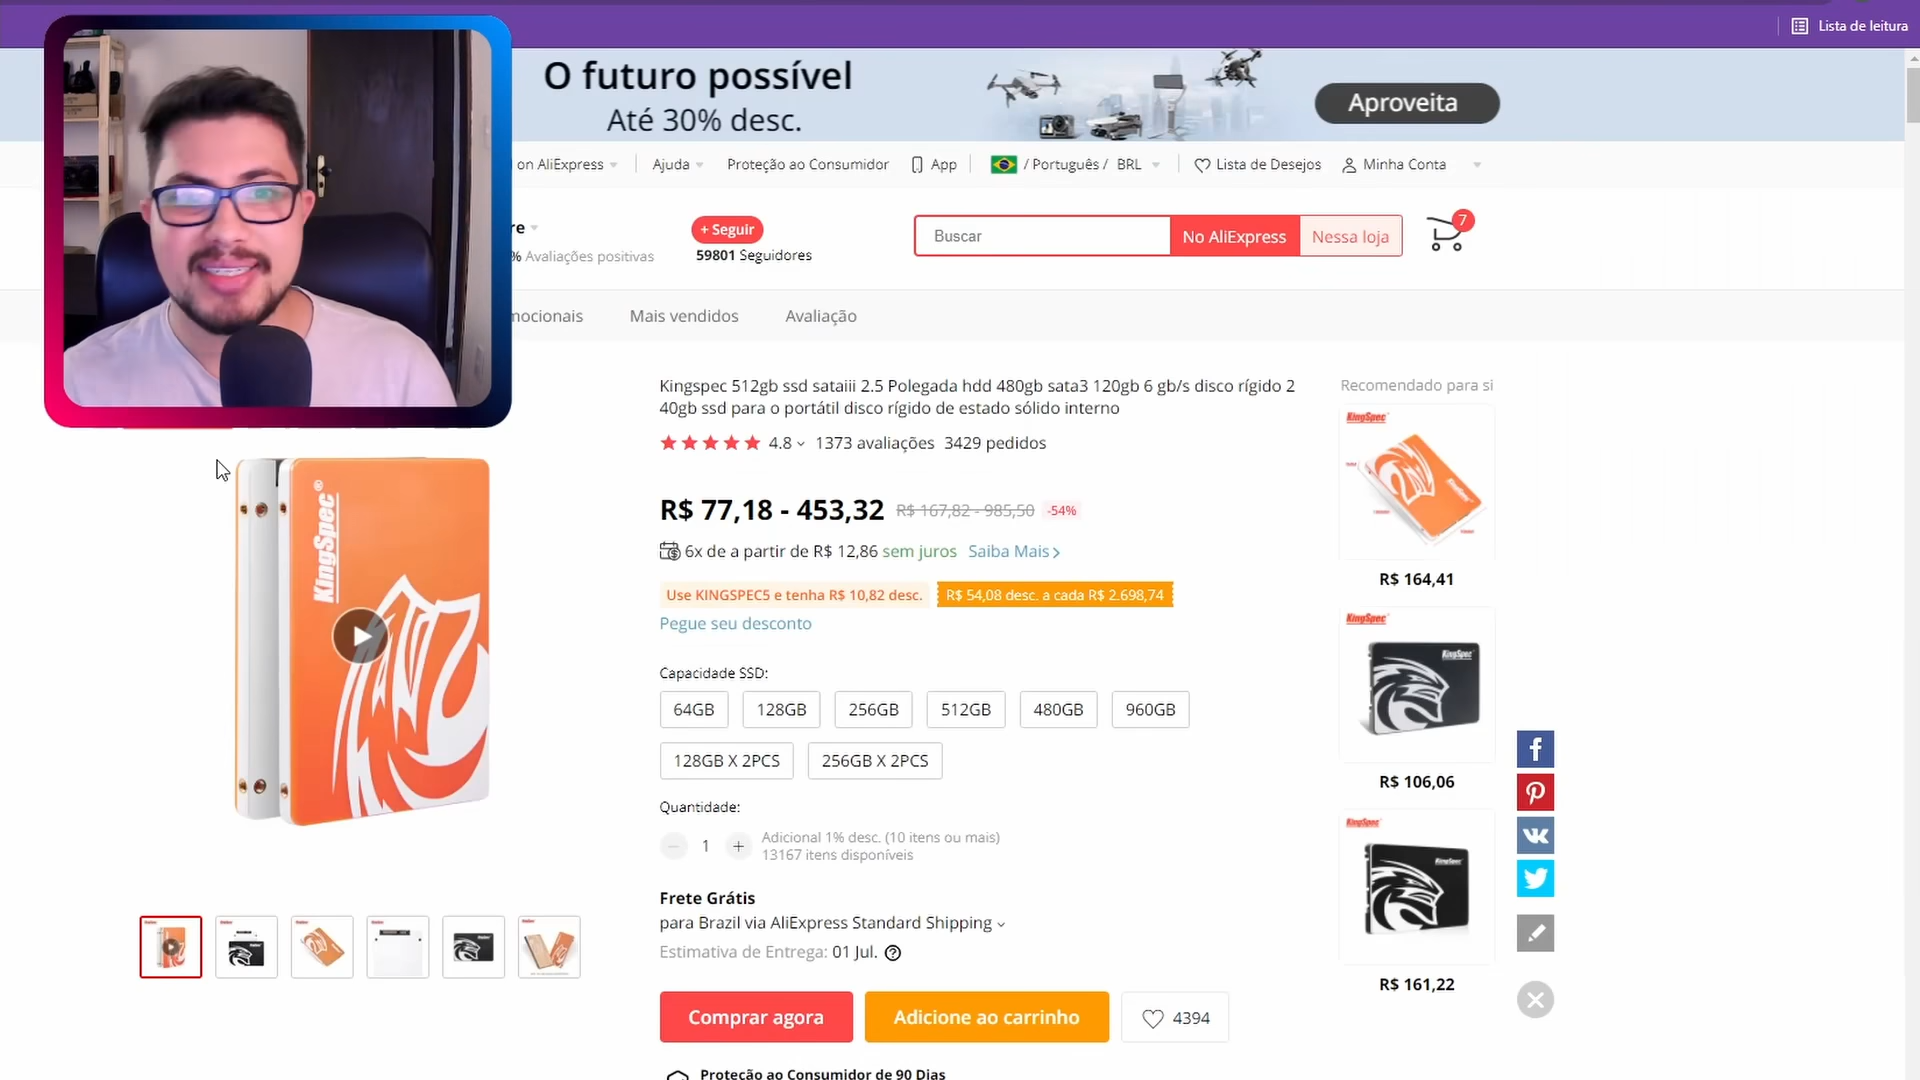 Lista de leitura
O futuro possível
Até 30% desc.
Aproveita
on AliExpress
Ajuda
Proteção ao Consumidor
App
/ Português / BRL
Lista de Desejos
Minha Conta
re
+ Seguir
% Avaliações positivas
59801 Seguidores
Buscar
No AliExpress
Nessa loja
7
mocionais
Mais vendidos
Avaliação
Kingspec 512gb ssd sataiii 2.5 Polegada hdd 480gb sata3 120gb 6 gb/s disco rígido 2
40gb ssd para o portátil disco rígido de estado sólido interno
4.8
1373 avaliações
3429 pedidos
R$ 77,18 - 453,32
R$ 167,82 - 985,50
-54%
6x de a partir de R$ 12,86 sem juros Saiba Mais
Use KINGSPEC5 e tenha R$ 10,82 desc.
R$ 54,08 desc. a cada R$ 2.698,74
Pegue seu desconto
Capacidade SSD:
64GB
128GB
256GB
512GB
480GB
960GB
128GB X 2PCS
256GB X 2PCS
Quantidade:
1
Adicional 1% desc. (10 itens ou mais)
13167 itens disponíveis
Frete Grátis
para Brazil via AliExpress Standard Shipping
Estimativa de Entrega: 01 Jul.
Comprar agora
Adicione ao carrinho
4394
Proteção ao Consumidor de 90 Dias
KingSpec®
Recomendado para si
KingSpec
R$ 164,41
KingSpec
KingSpec
R$ 106,06
KingSpec
KingSpec
R$ 161,22